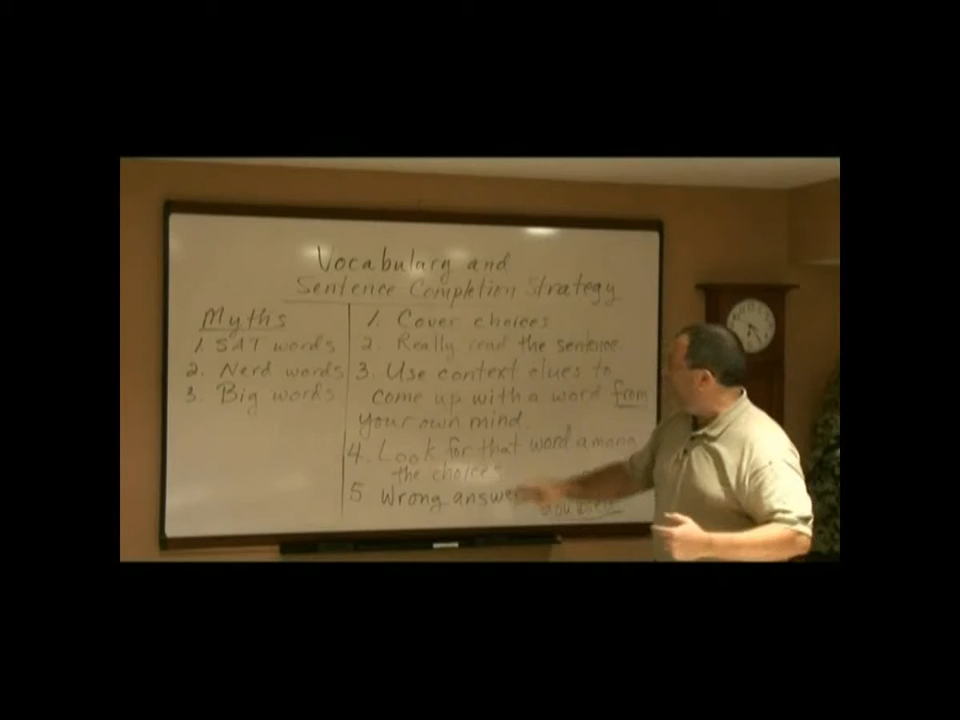 Vocabulary and
Sentence Completion Strategy
Myths
1. SAT words
2. Nerd words
3. Big words
1. Cover choices
2. Really read the sentence
3. Use context clues to
come up with a word from
your own mind.
4. Look for that word among
the choices
5 Wrong answer